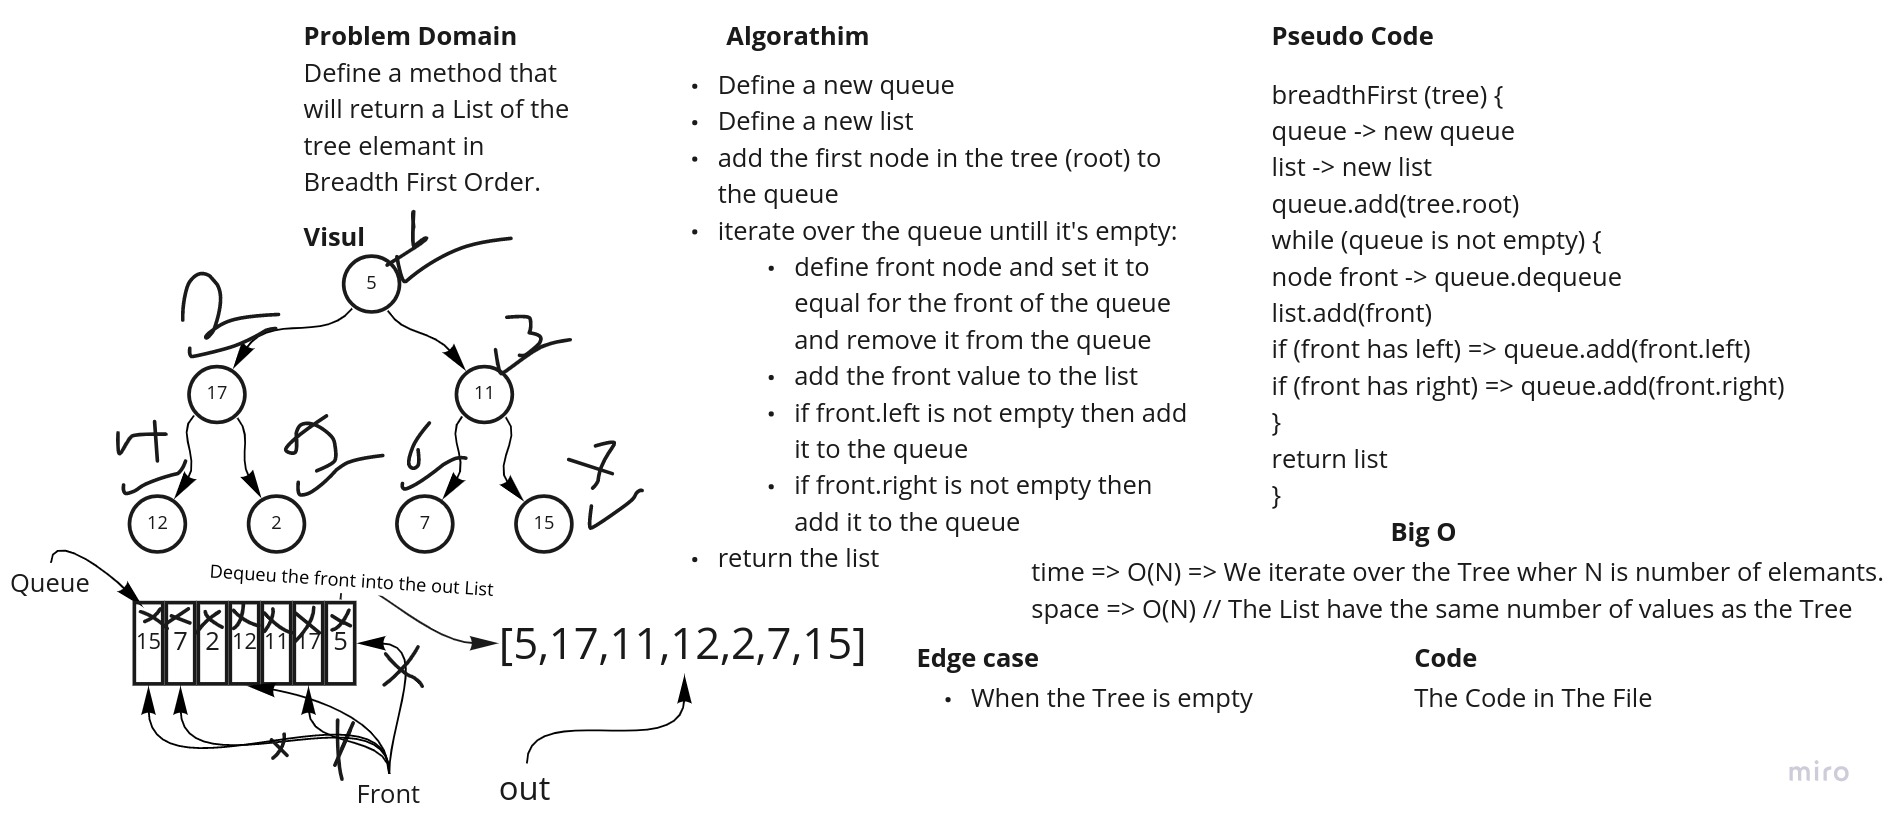 Problem Domain
Define a method that
will return a List of the
tree elemant in
Breadth First Order.
Visul
1
5
2
3
17
11
4
5
6
7
12
2
7
15
Queue
Dequeu the front into the out List
15 7 2 12 11 17 5
[5,17,11,12,2,7,15]
Front
out
Algorathim
• Define a new queue
• Define a new list
• add the first node in the tree (root) to
the queue
• iterate over the queue untill it's empty:
• define front node and set it to
equal for the front of the queue
and remove it from the queue
• add the front value to the list
• if front.left is not empty then add
it to the queue
• if front.right is not empty then
add it to the queue
• return the list
Pseudo Code
breadthFirst (tree) {
queue -> new queue
list -> new list
queue.add(tree.root)
while (queue is not empty) {
node front -> queue.dequeue
list.add(front)
if (front has left) => queue.add(front.left)
if (front has right) => queue.add(front.right)
}
return list
}
Big O
time => O(N) => We iterate over the Tree wher N is number of elemants.
space => O(N) // The List have the same number of values as the Tree
Edge case
• When the Tree is empty
Code
The Code in The File
miro